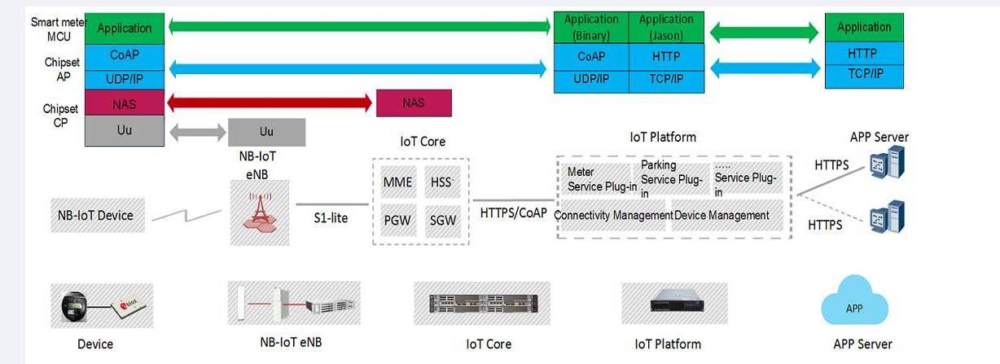 Smart meter
MCU
Application
Application
(Binary)
Application
(Jason)
Application
Chipset
AP
CoAP
CoAP
HTTP
HTTP
UDP/IP
UDP/IP
TCP/IP
TCP/IP
Chipset
CP
NAS
NAS
Uu
Uu
NB-IoT
eNB
IoT Core
IoT Platform
APP Server
NB-IoT Device
S1-lite
MME
HSS
PGW
SGW
HTTPS/CoAP
Meter
Service Plug-in
Parking
Service Plug-
in
.....
Service Plug-
in
Connectivity Management
Device Management
HTTPS
HTTPS
APP
Device
NB-IoT eNB
IoT Core
IoT Platform
APP Server